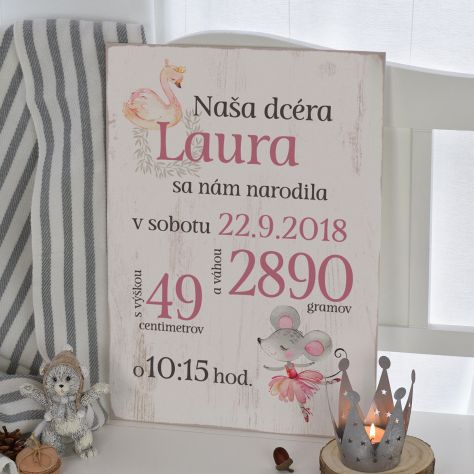 Naša dcéra
Laura
sa nám narodila
v sobotu 22.9.2018
s výškou 49 centimetrov
a váhou 2890 gramov
o 10:15 hod.